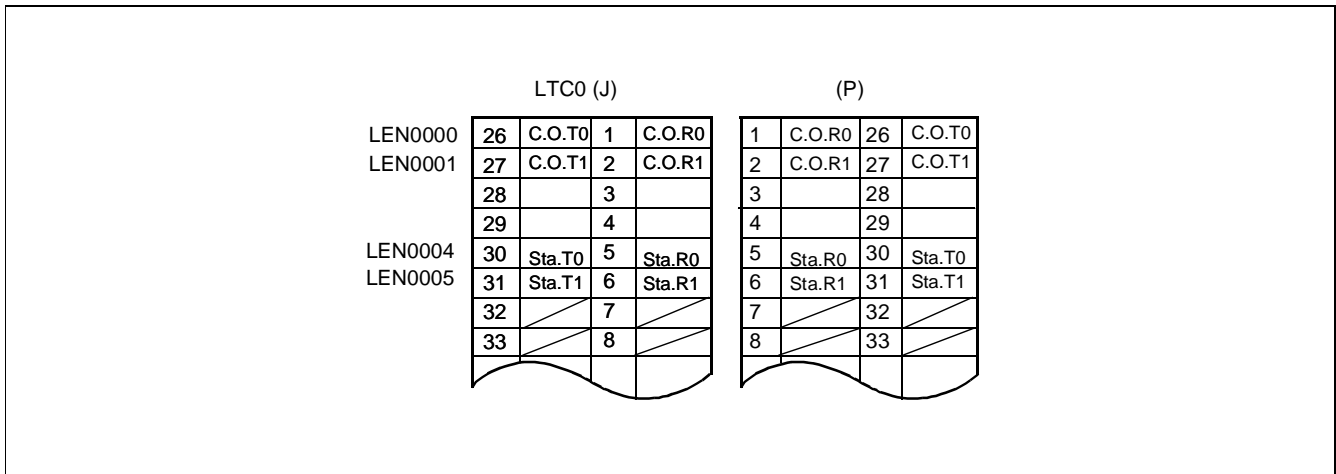 LTC0 (J) (P)
LEN0000 26 C.O.T0 1 C.O.R0 1 C.O.R0 26 C.O.T0
LEN0001 27 C.O.T1 2 C.O.R1 2 C.O.R1 27 C.O.T1
28 3 3 28
29 4 4 29
LEN0004 30 Sta.T0 5 Sta.R0 5 Sta.R0 30 Sta.T0
LEN0005 31 Sta.T1 6 Sta.R1 6 Sta.R1 31 Sta.T1
32 7 7 32
33 8 8 33